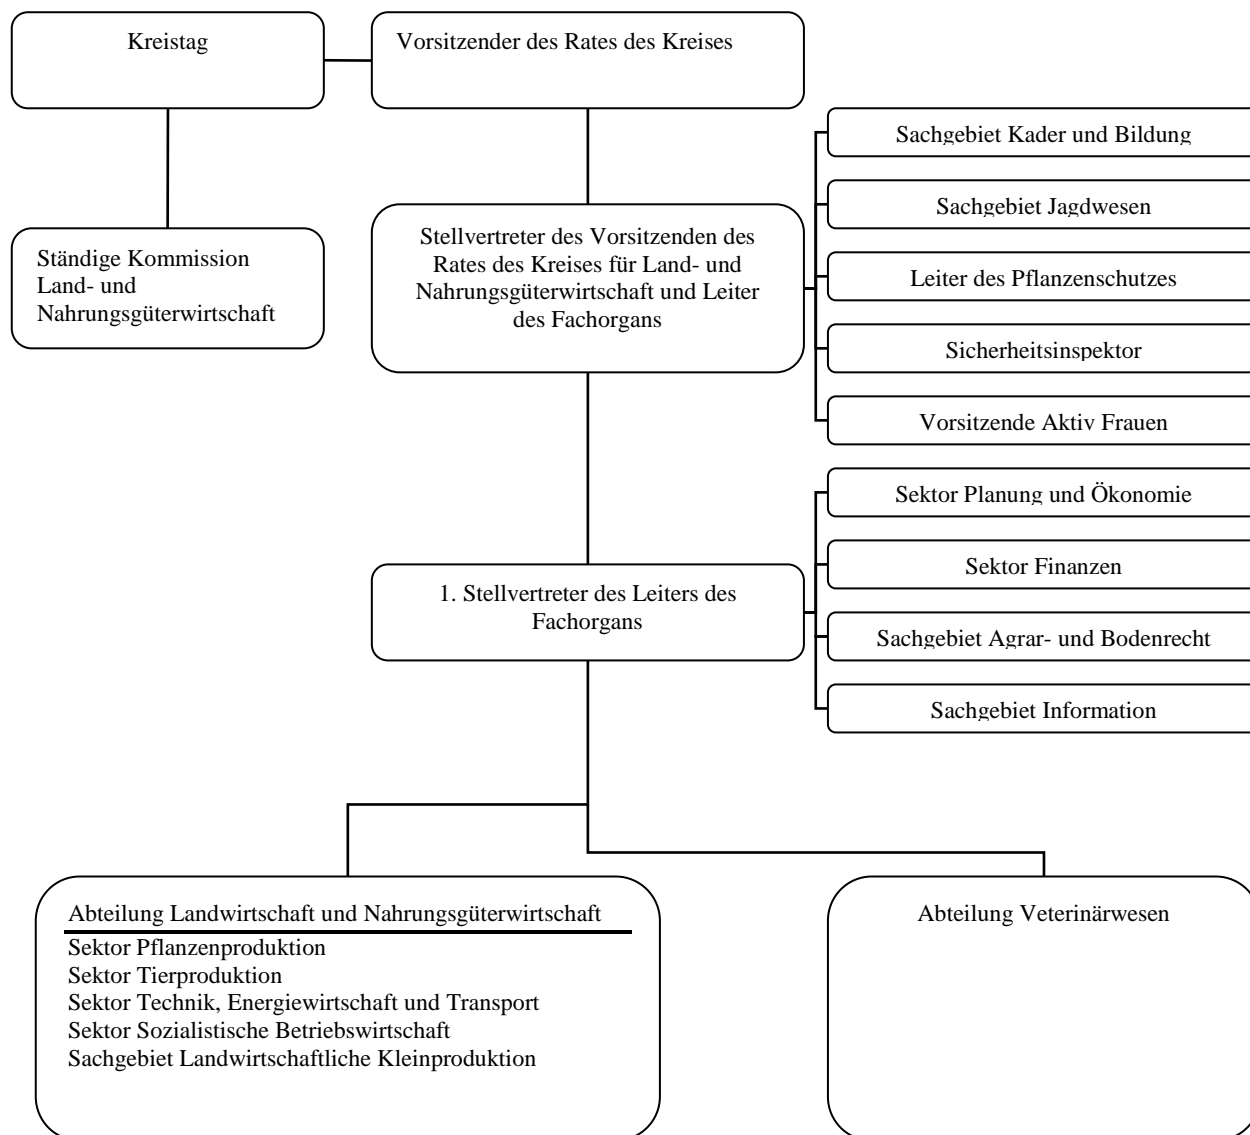 Kreistag
Vorsitzender des Rates des Kreises
Sachgebiet Kader und Bildung
Sachgebiet Jagdwesen
Ständige Kommission
Land- und
Nahrungsgüterwirtschaft
Stellvertreter des Vorsitzenden des
Rates des Kreises für Land- und
Nahrungsgüterwirtschaft und Leiter
des Fachorgans
Leiter des Pflanzenschutzes
Sicherheitsinspektor
Vorsitzende Aktiv Frauen
Sektor Planung und Ökonomie
Sektor Finanzen
1. Stellvertreter des Leiters des
Fachorgans
Sachgebiet Agrar- und Bodenrecht
Sachgebiet Information
Abteilung Landwirtschaft und Nahrungsgüterwirtschaft
Sektor Pflanzenproduktion
Sektor Tierproduktion
Sektor Technik, Energiewirtschaft und Transport
Sektor Sozialistische Betriebswirtschaft
Sachgebiet Landwirtschaftliche Kleinproduktion
Abteilung Veterinärwesen